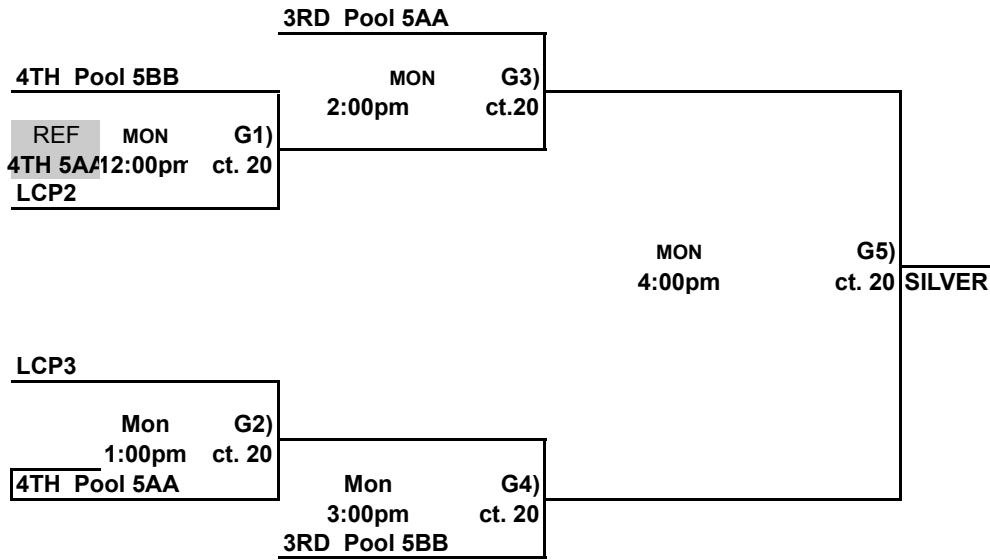 3RD Pool 5AA
4TH Pool 5BB
MON G3)
2:00pm ct.20
REF MON G1)
4TH 5AA 12:00pm ct. 20
LCP2
MON G5)
4:00pm ct. 20 SILVER
LCP3
Mon G2)
1:00pm ct. 20
4TH Pool 5AA
Mon G4)
3:00pm ct. 20
3RD Pool 5BB